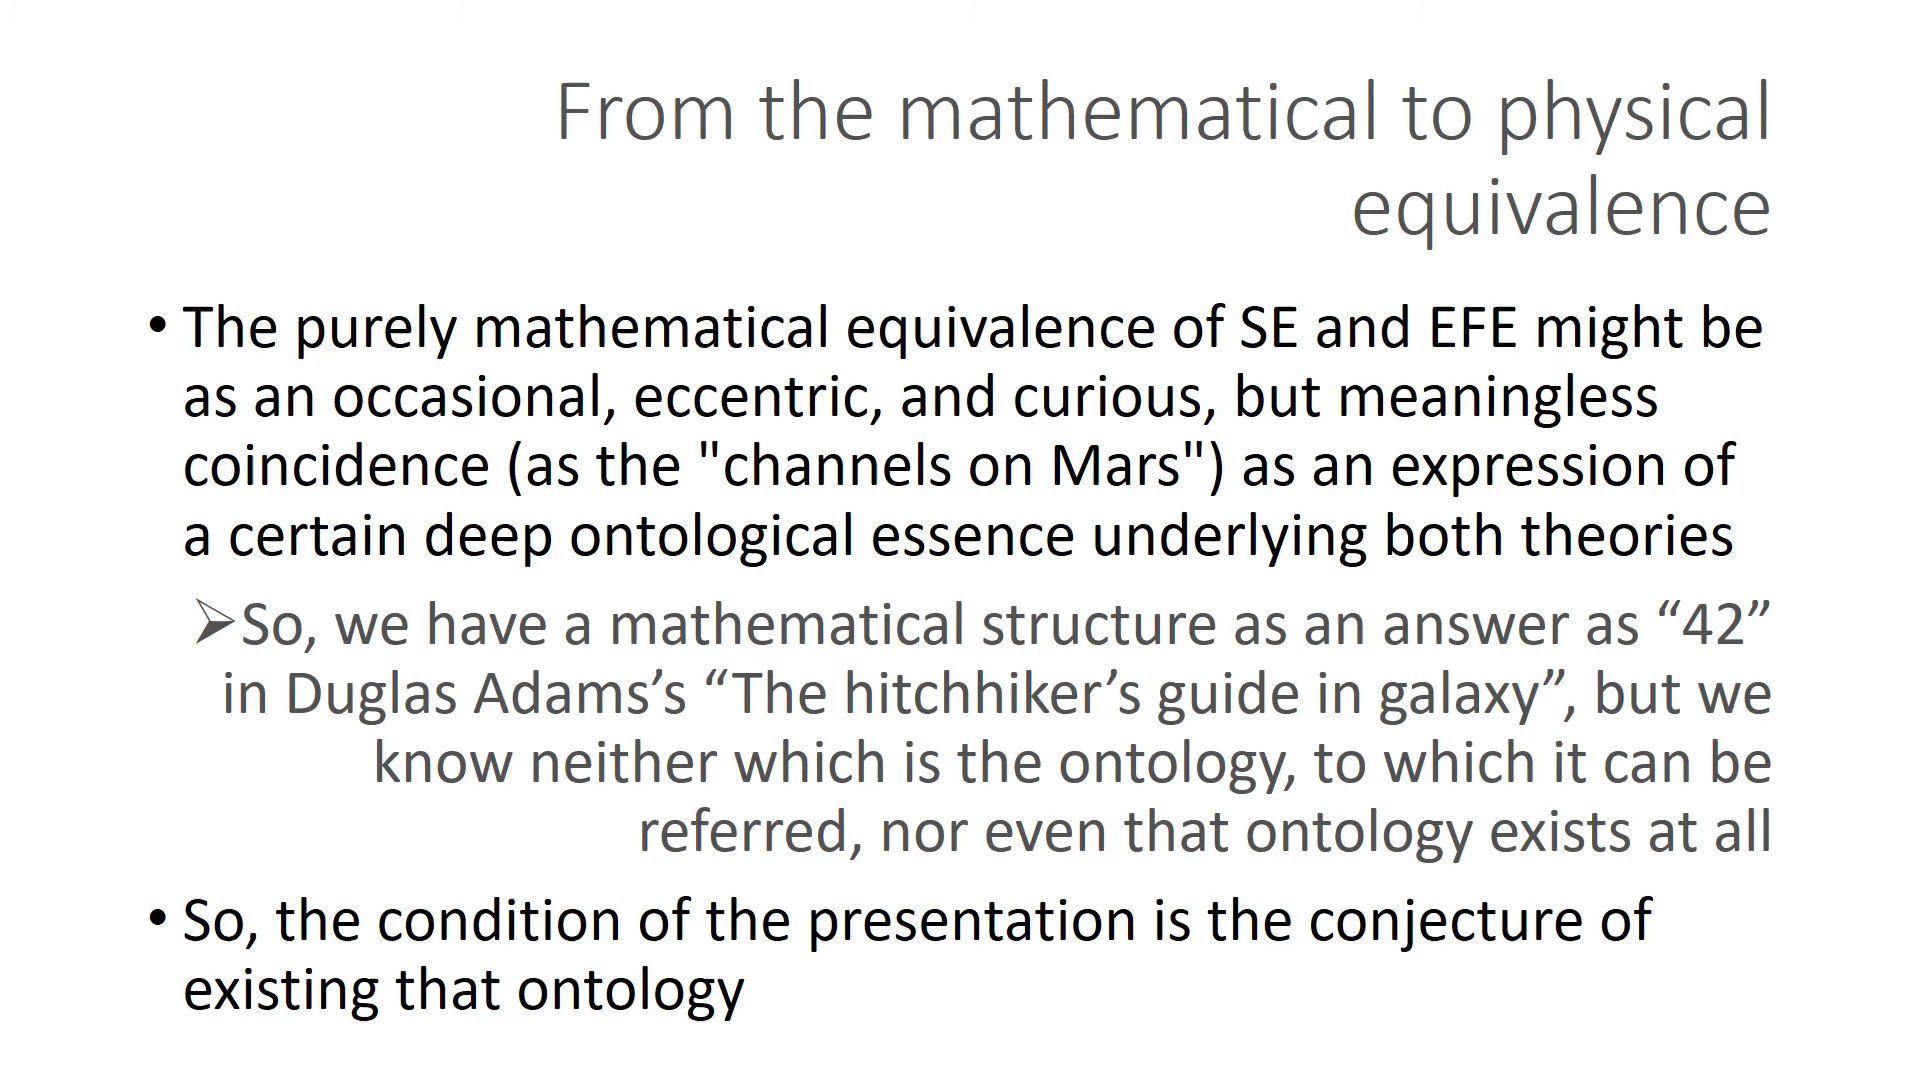 From the mathematical to physical
equivalence
• The purely mathematical equivalence of SE and EFE might be
as an occasional, eccentric, and curious, but meaningless
coincidence (as the "channels on Mars") as an expression of
a certain deep ontological essence underlying both theories
➢So, we have a mathematical structure as an answer as “42”
in Duglas Adams’s “The hitchhiker’s guide in galaxy”, but we
know neither which is the ontology, to which it can be
referred, nor even that ontology exists at all
• So, the condition of the presentation is the conjecture of
existing that ontology